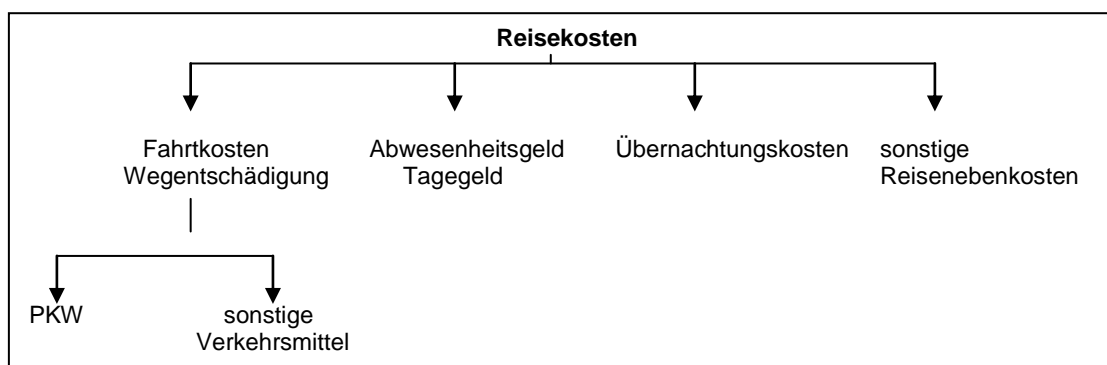 Reisekosten
Fahrtkosten Abwesenheitsgeld Übernachtungskosten sonstige
Wegentschädigung Tagegeld Reisenebenkosten
PKW sonstige
Verkehrsmittel